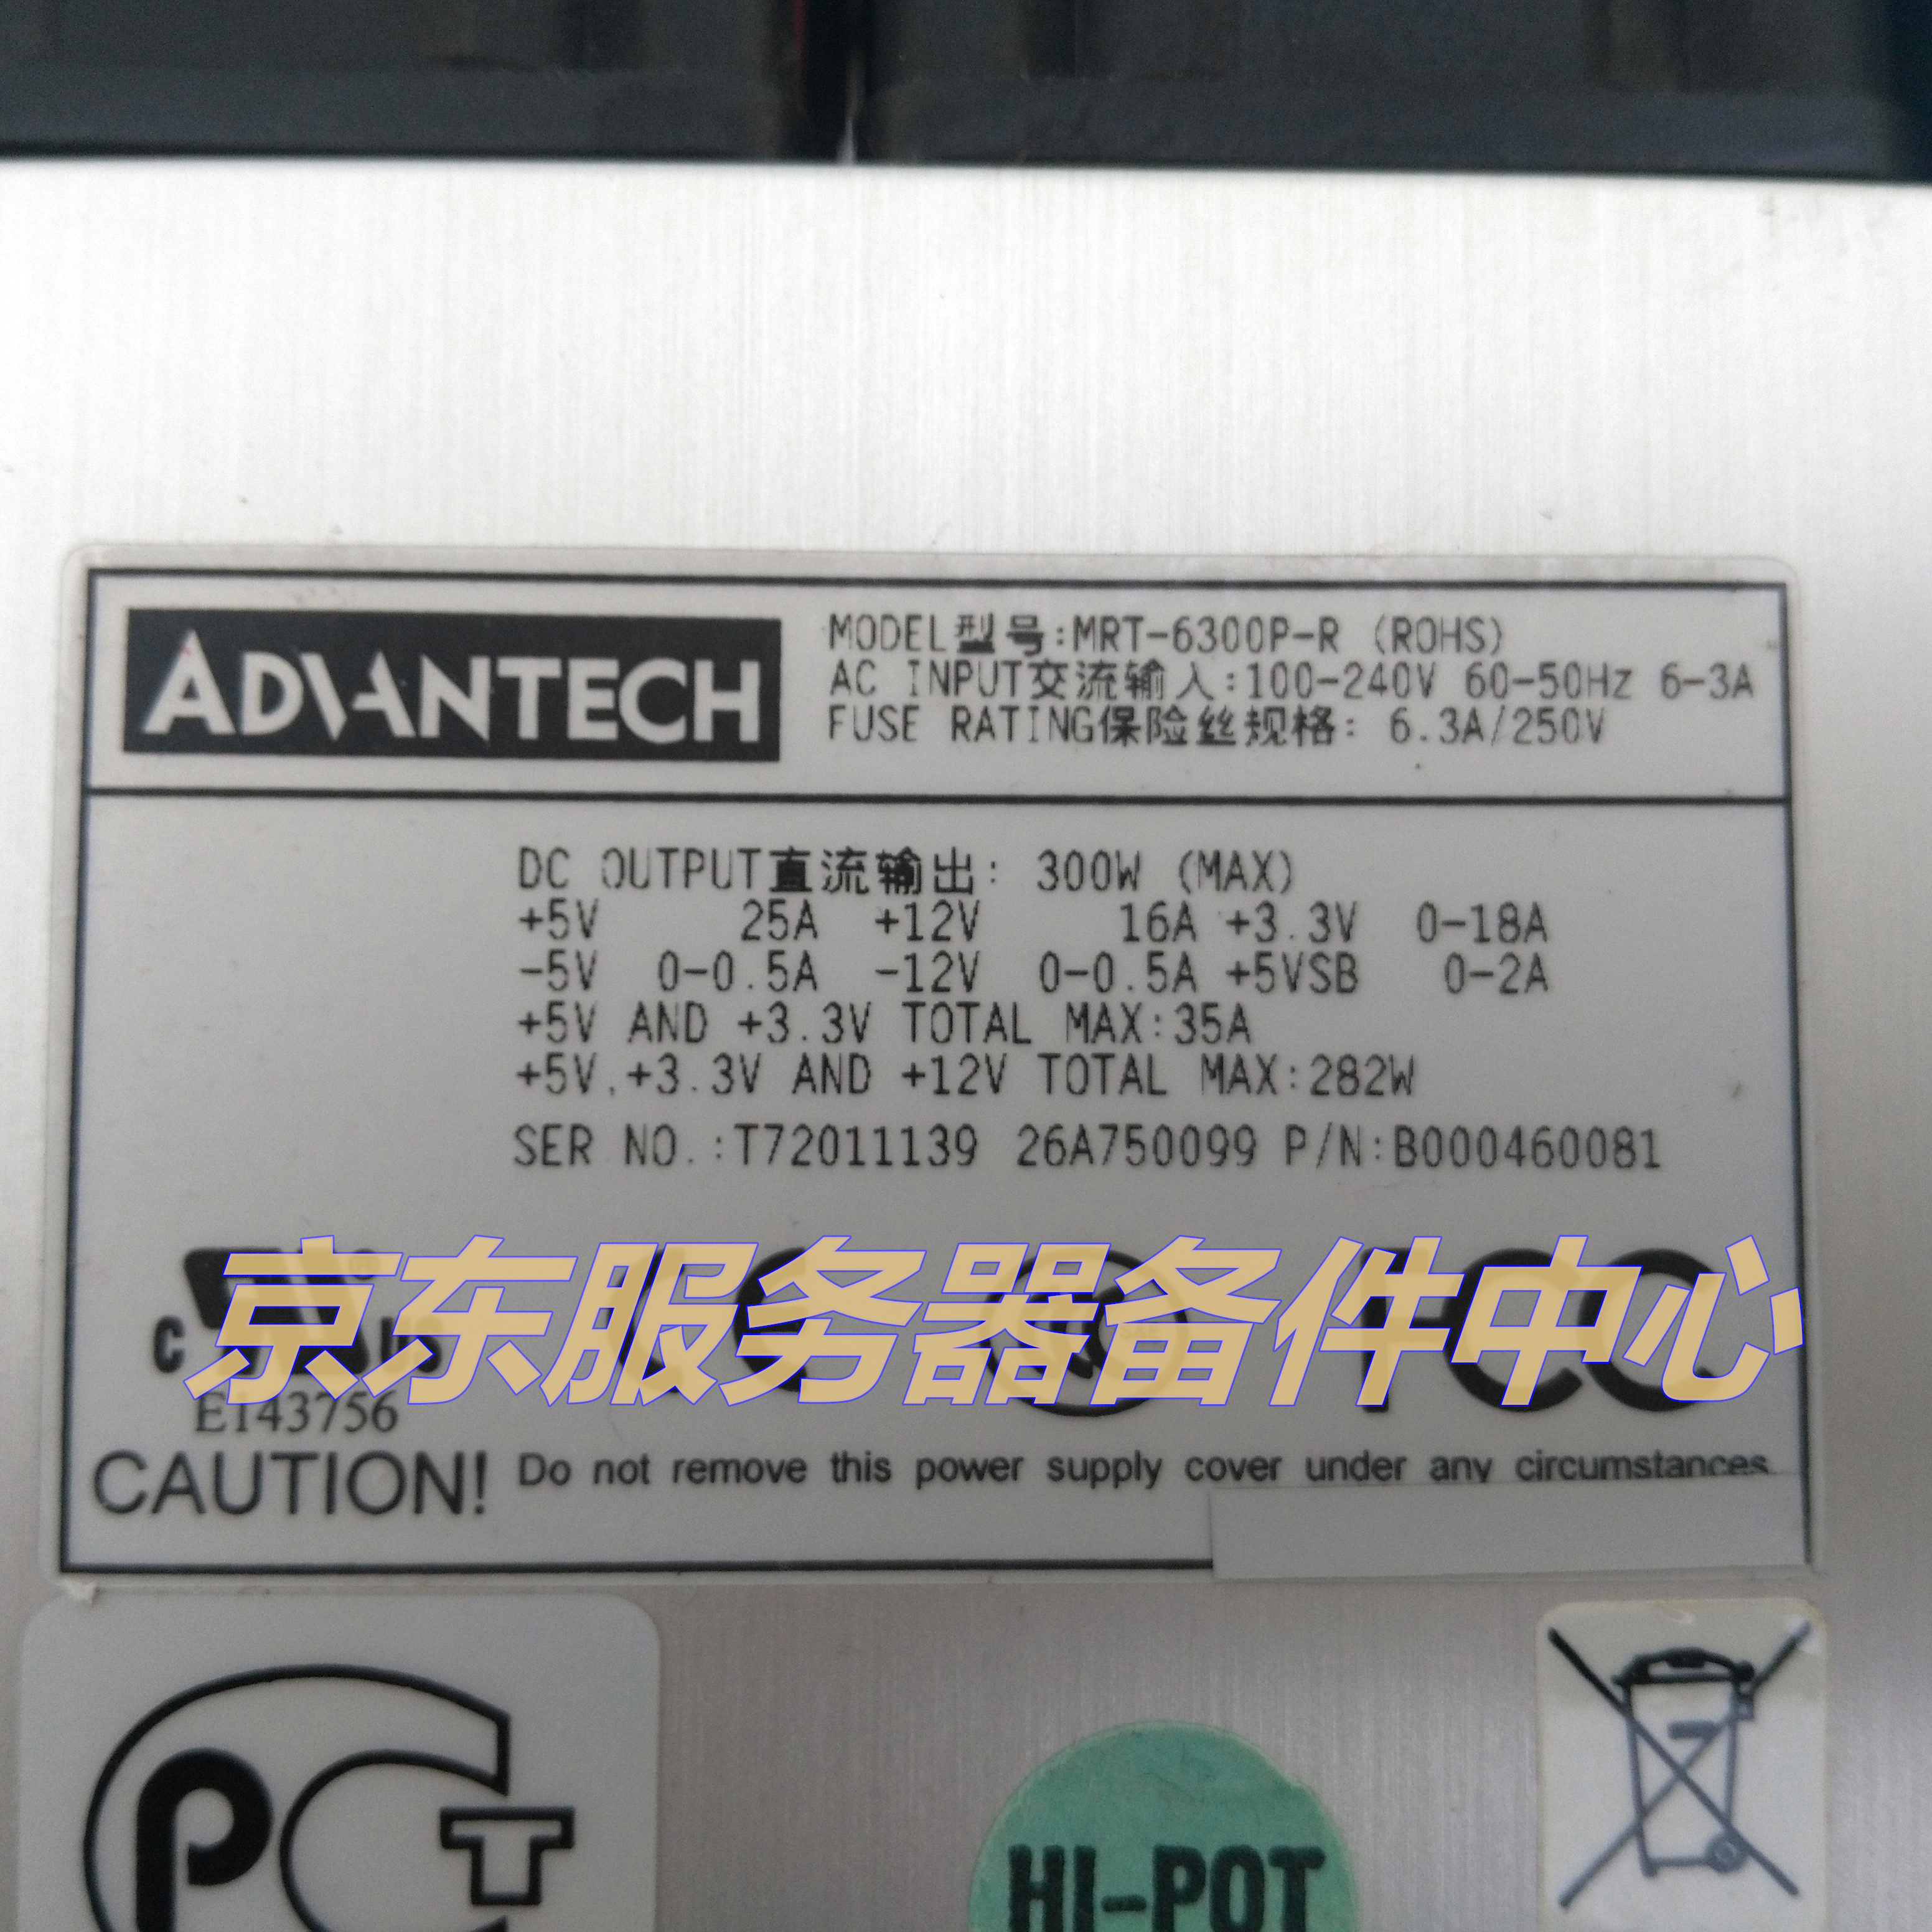 ADVANTECH
MODEL型号:MRT-6300P-R (ROHS)
AC INPUT交流输入:100-240V 60-50Hz 6-3A
FUSE RATING保险丝规格: 6.3A/250V
DC OUTPUT直流输出: 300W (MAX)
+5V 25A +12V 16A +3.3V 0-18A
-5V 0-0.5A -12V 0-0.5A +5VSB 0-2A
+5V AND +3.3V TOTAL MAX:35A
+5V,+3.3V AND +12V TOTAL MAX:282W
SER NO.:T72011139 26A750099 P/N:B000460081
京东服务器备件中心
c US
CE FCC
E143756
CAUTION! Do not remove this power supply cover under any circumstances
PCT
HI-POT